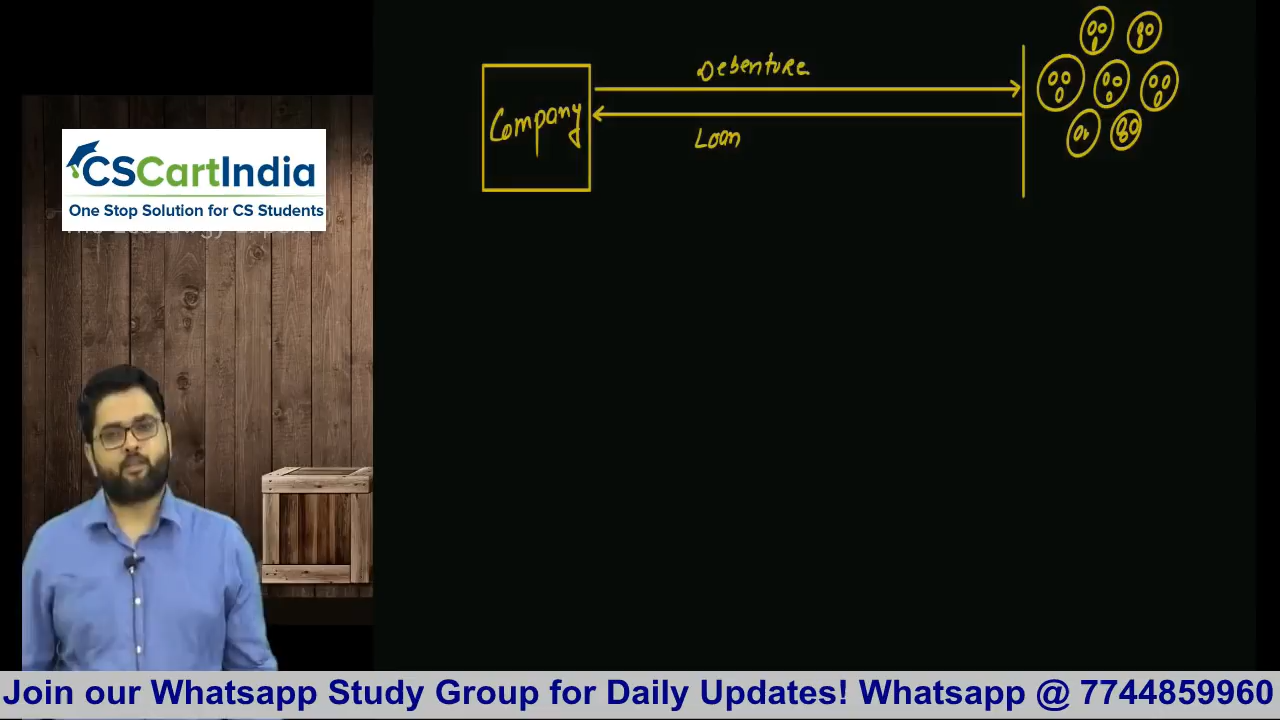 Debenture
Company
Loan
CSCartIndia
One Stop Solution for CS Students
Join our Whatsapp Study Group for Daily Updates! Whatsapp @ 7744859960